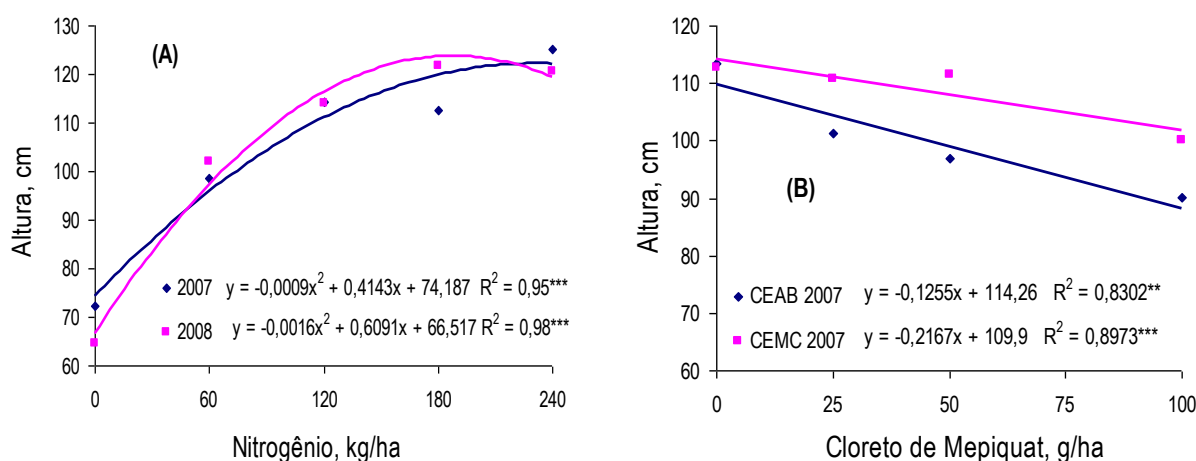 130
120
110
100
90
80
70
60
Altura, cm
(A)
2007 y = -0,0009x² + 0,4143x + 74,187 R² = 0,95***
2008 y = -0,0016x² + 0,6091x + 66,517 R² = 0,98***
0 60 120 180 240
Nitrogênio, kg/ha
120
110
100
90
80
70
60
Altura, cm
(B)
CEAB 2007 y = -0,1255x + 114,26 R² = 0,8302**
CEMC 2007 y = -0,2167x + 109,9 R² = 0,8973***
0 25 50 75 100
Cloreto de Mepiquat, g/ha